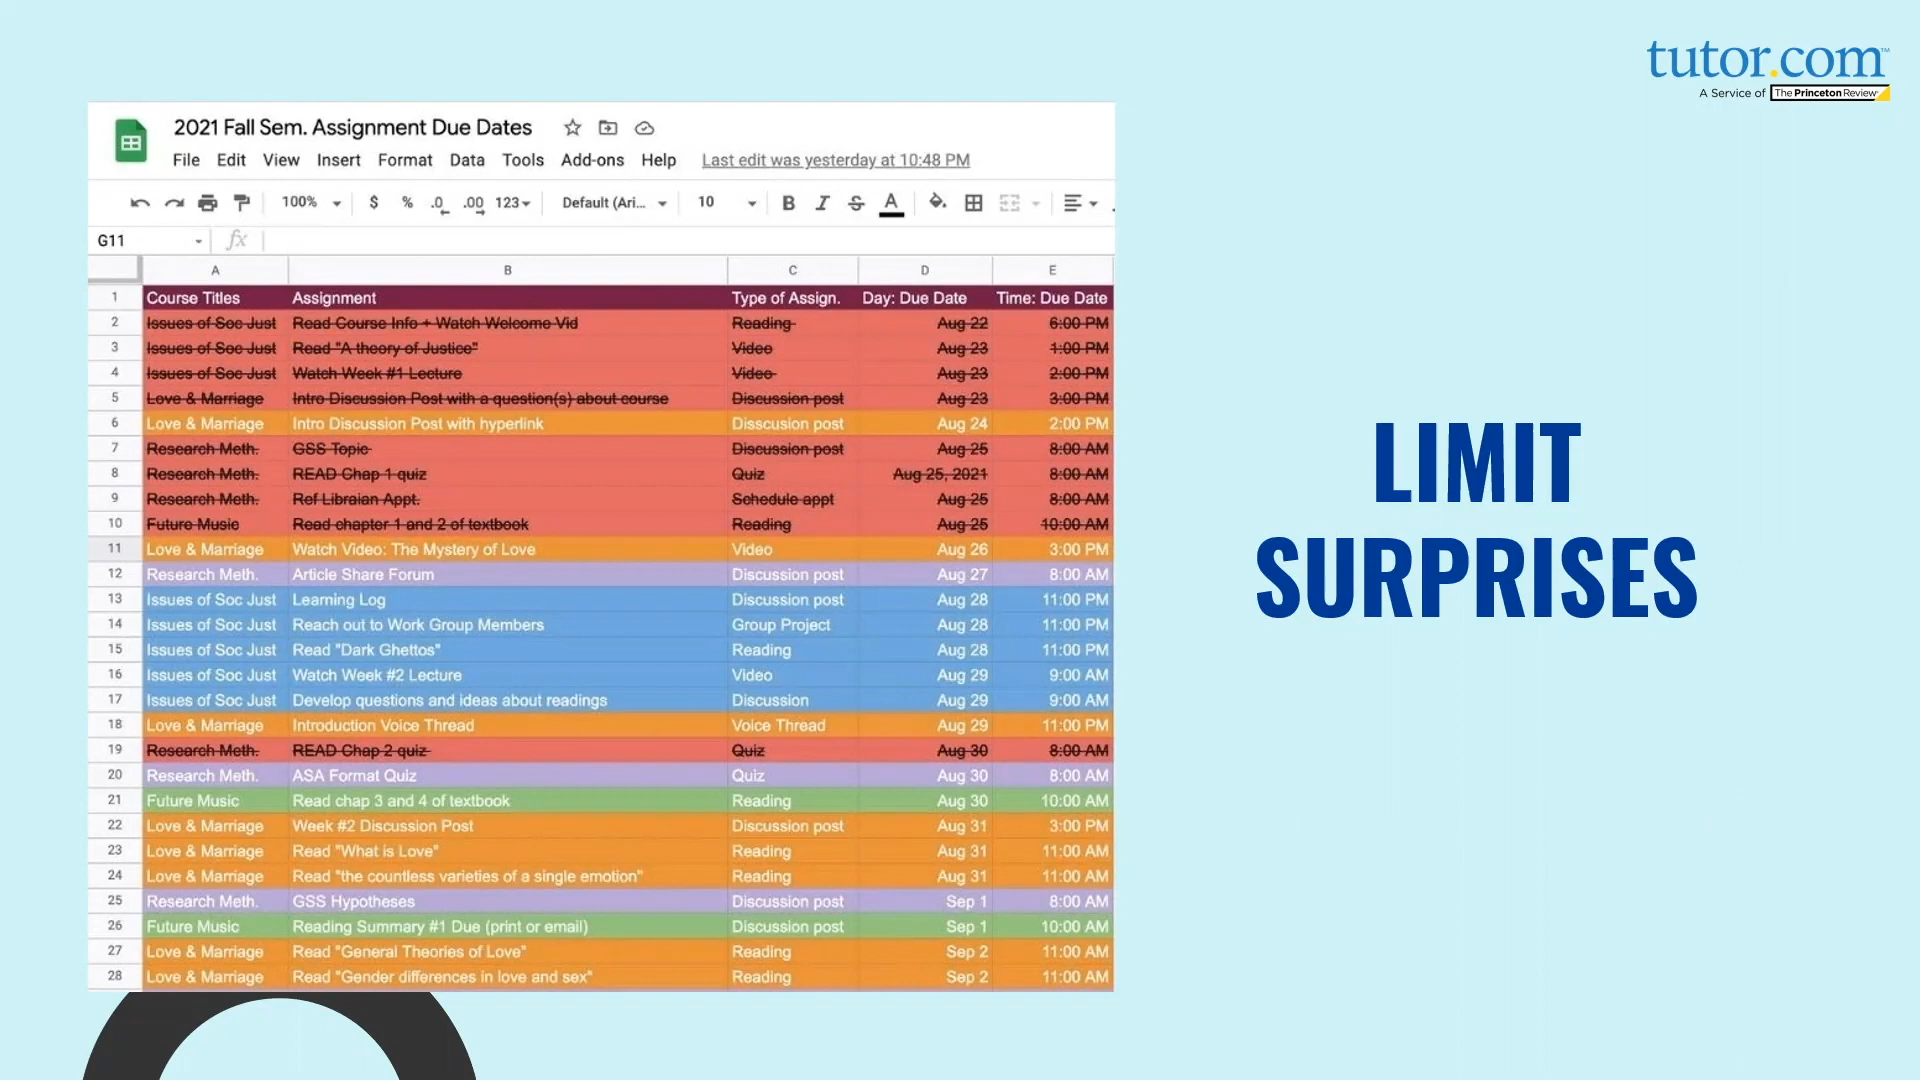 tutor.com™
A Service of The Princeton Review
2021 Fall Sem. Assignment Due Dates
File Edit View Insert Format Data Tools Add-ons Help Last edit was yesterday at 10:48 PM
100% $ % .0 .00 123 Default (Ari... 10 B I S A
G11 fx
A B C D E
1 Course Titles Assignment Type of Assign. Day: Due Date Time: Due Date
2 Issues of Soc Just Read Course Info + Watch Welcome Vid Reading Aug 22 6:00 PM
3 Issues of Soc Just Read "A theory of Justice" Video Aug 23 1:00 PM
4 Issues of Soc Just Watch Week #1 Lecture Video Aug 23 2:00 PM
5 Love & Marriage Intro Discussion Post with a question(s) about course Discussion post Aug 23 3:00 PM
6 Love & Marriage Intro Discussion Post with hyperlink Disscusion post Aug 24 2:00 PM
7 Research Meth. GSS Topic Discussion post Aug 25 8:00 AM
8 Research Meth. READ Chap 1 quiz Quiz Aug 25, 2021 8:00 AM
9 Research Meth. Ref Libraian Appt. Schedule appt Aug 25 8:00 AM
10 Future Music Read chapter 1 and 2 of textbook Reading Aug 25 10:00 AM
11 Love & Marriage Watch Video: The Mystery of Love Video Aug 26 3:00 PM
12 Research Meth. Article Share Forum Discussion post Aug 27 8:00 AM
13 Issues of Soc Just Learning Log Discussion post Aug 28 11:00 PM
14 Issues of Soc Just Reach out to Work Group Members Group Project Aug 28 11:00 PM
15 Issues of Soc Just Read "Dark Ghettos" Reading Aug 28 11:00 PM
16 Issues of Soc Just Watch Week #2 Lecture Video Aug 29 9:00 AM
17 Issues of Soc Just Develop questions and ideas about readings Discussion Aug 29 9:00 AM
18 Love & Marriage Introduction Voice Thread Voice Thread Aug 29 11:00 PM
19 Research Meth. READ Chap 2 quiz Quiz Aug 30 8:00 AM
20 Research Meth. ASA Format Quiz Quiz Aug 30 8:00 AM
21 Future Music Read chap 3 and 4 of textbook Reading Aug 30 10:00 AM
22 Love & Marriage Week #2 Discussion Post Discussion post Aug 31 3:00 PM
23 Love & Marriage Read "What is Love" Reading Aug 31 11:00 AM
24 Love & Marriage Read "the countless varieties of a single emotion" Reading Aug 31 11:00 AM
25 Research Meth. GSS Hypotheses Discussion post Sep 1 8:00 AM
26 Future Music Reading Summary #1 Due (print or email) Discussion post Sep 1 10:00 AM
27 Love & Marriage Read "General Theories of Love" Reading Sep 2 11:00 AM
28 Love & Marriage Read "Gender differences in love and sex" Reading Sep 2 11:00 AM
LIMIT
SURPRISES